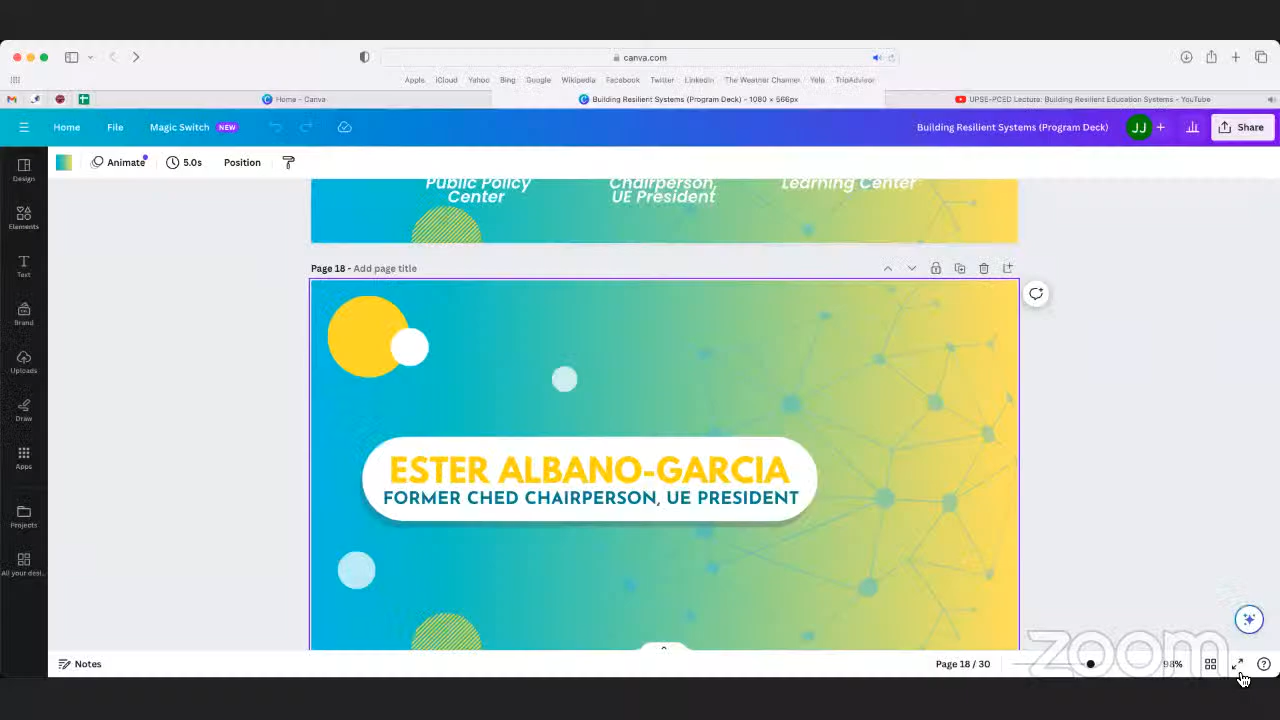 canva.com
Apple iCloud Yahoo Bing Google Wikipedia Facebook Twitter LinkedIn The Weather Channel Yelp TripAdvisor
Home - Canva
Building Resilient Systems (Program Deck) - 1080 × 566px
UPSE-PCED Lecture: Building Resilient Education Systems - YouTube
Home File Magic Switch NEW
Building Resilient Systems (Program Deck) JJ Share
Animate 5.0s Position
Design
Elements
Text
Brand
Uploads
Draw
Apps
Projects
All your desi...
Public Policy
Center
Chairperson,
UE President
Learning Center
Page 18 - Add page title
ESTER ALBANO-GARCIA
FORMER CHED CHAIRPERSON, UE PRESIDENT
Notes
Page 18 / 30
98%
zoom